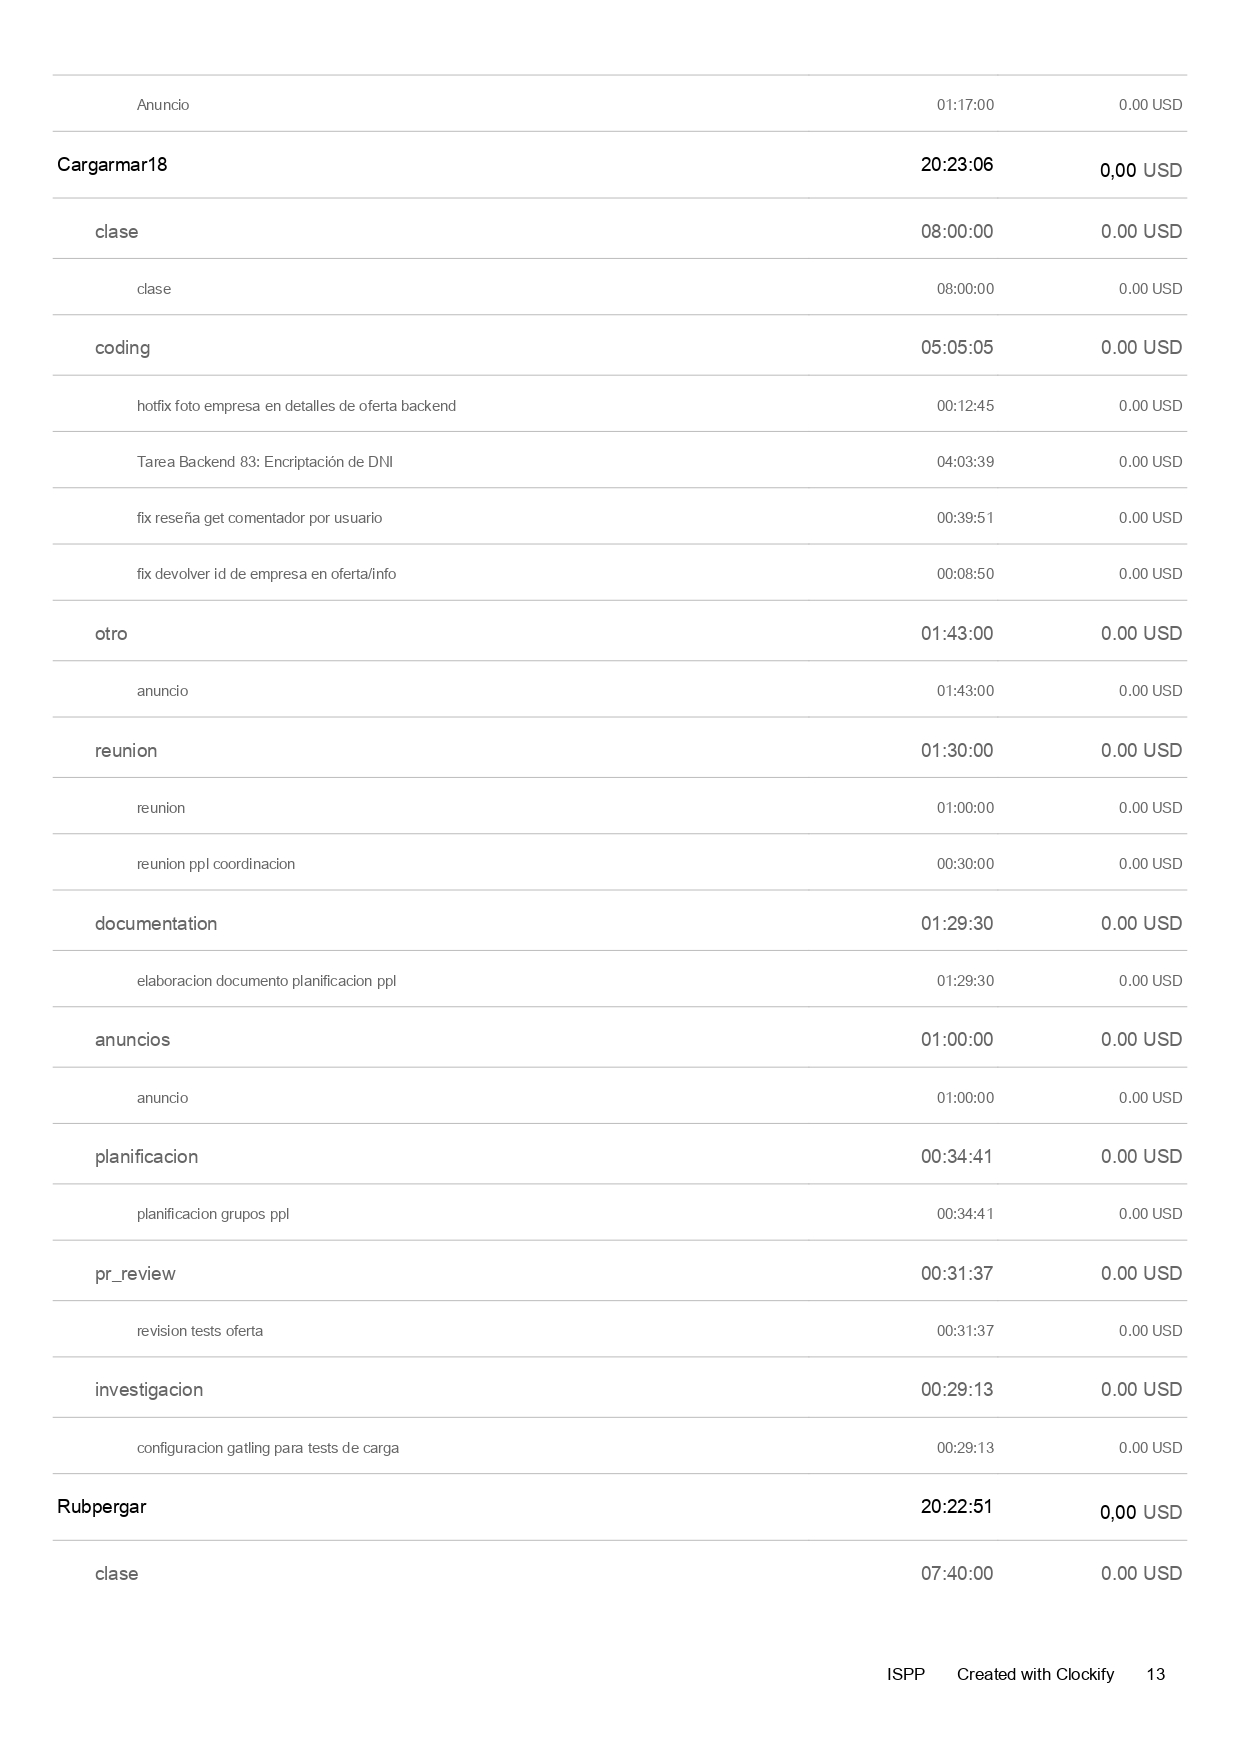 Anuncio 01:17:00 0.00 USD
Cargarmar18 20:23:06 0,00 USD
clase 08:00:00 0.00 USD
clase 08:00:00 0.00 USD
coding 05:05:05 0.00 USD
hotfix foto empresa en detalles de oferta backend 00:12:45 0.00 USD
Tarea Backend 83: Encriptación de DNI 04:03:39 0.00 USD
fix reseña get comentador por usuario 00:39:51 0.00 USD
fix devolver id de empresa en oferta/info 00:08:50 0.00 USD
otro 01:43:00 0.00 USD
anuncio 01:43:00 0.00 USD
reunion 01:30:00 0.00 USD
reunion 01:00:00 0.00 USD
reunion ppl coordinacion 00:30:00 0.00 USD
documentation 01:29:30 0.00 USD
elaboracion documento planificacion ppl 01:29:30 0.00 USD
anuncios 01:00:00 0.00 USD
anuncio 01:00:00 0.00 USD
planificacion 00:34:41 0.00 USD
planificacion grupos ppl 00:34:41 0.00 USD
pr_review 00:31:37 0.00 USD
revision tests oferta 00:31:37 0.00 USD
investigacion 00:29:13 0.00 USD
configuracion gatling para tests de carga 00:29:13 0.00 USD
Rubpergar 20:22:51 0,00 USD
clase 07:40:00 0.00 USD
ISPP Created with Clockify 13